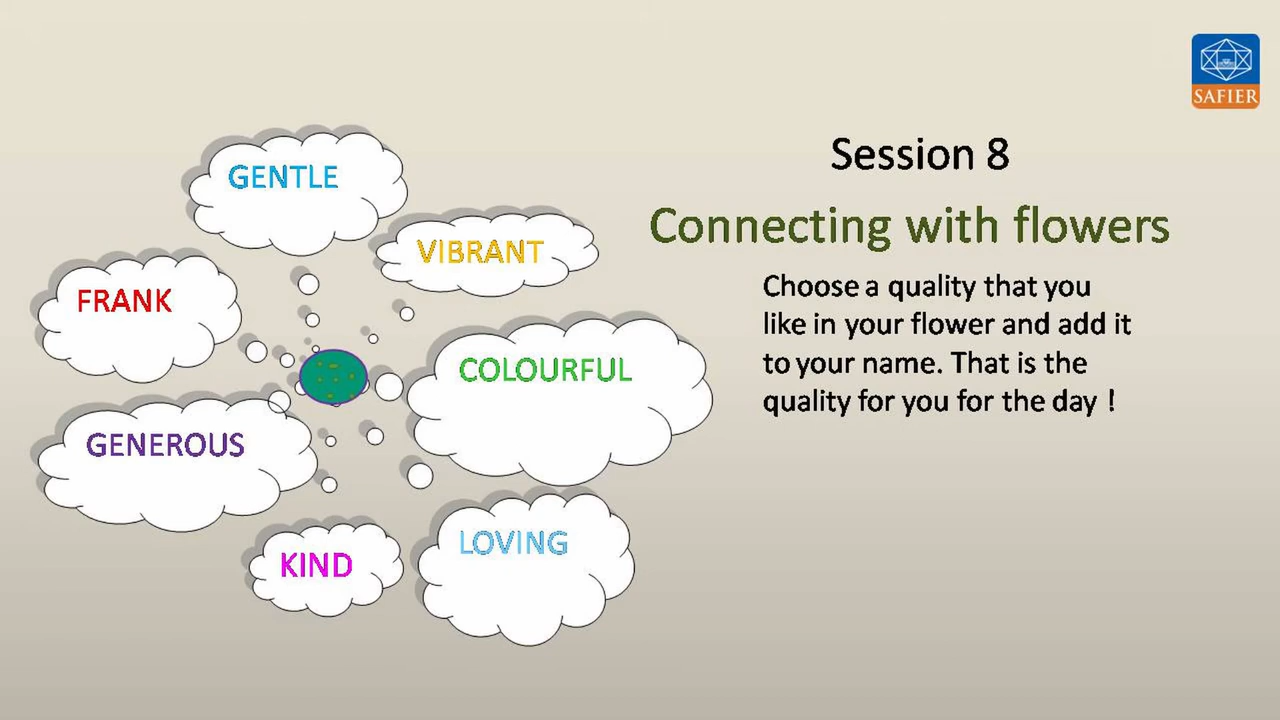 SAFIER
Session 8
Connecting with flowers
Choose a quality that you
like in your flower and add it
to your name. That is the
quality for you for the day !
GENTLE
VIBRANT
FRANK
COLOURFUL
GENEROUS
LOVING
KIND